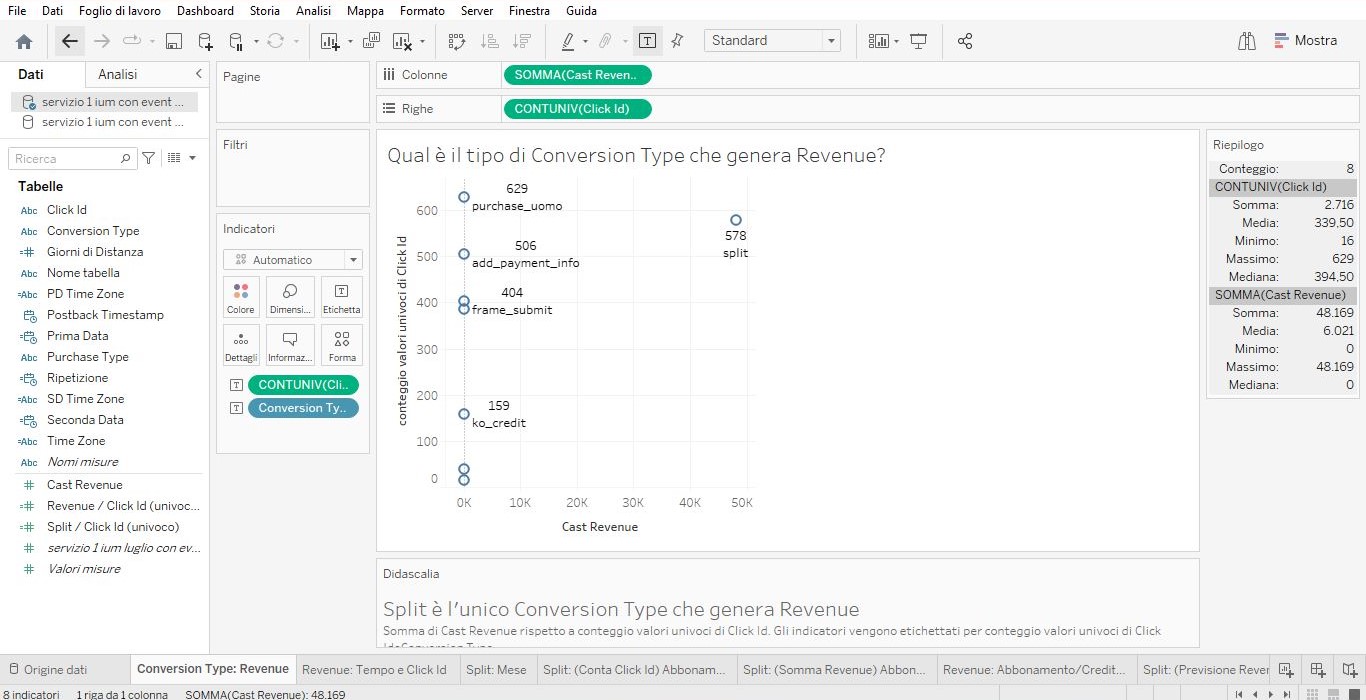 File Dati Foglio di lavoro Dashboard Storia Analisi Mappa Formato Server Finestra Guida
Standard
Mostra
Dati Analisi
servizio 1 ium con event ...
servizio 1 ium con event ...
Ricerca
Tabelle
Abc Click Id
Abc Conversion Type
=# Giorni di Distanza
Abc Nome tabella
=Abc PD Time Zone
Postback Timestamp
Prima Data
Abc Purchase Type
Ripetizione
=Abc SD Time Zone
Seconda Data
=Abc Time Zone
Abc Nomi misure
# Cast Revenue
=# Revenue / Click Id (univoc...
=# Split / Click Id (univoco)
# servizio 1 ium luglio con ev...
# Valori misure
Pagine
Filtri
Indicatori
Automatico
Colore Dimensi... Etichetta
Dettagli Informaz... Forma
CONTUNIV(Cli..
Conversion Ty..
Colonne SOMMA(Cast Reven..
Righe CONTUNIV(Click Id)
Qual è il tipo di Conversion Type che genera Revenue?
conteggio valori univoci di Click Id
600
500
400
300
200
100
0
629
purchase_uomo
578
split
506
add_payment_info
404
frame_submit
159
ko_credit
0K 10K 20K 30K 40K 50K
Cast Revenue
Didascalia
Split è l'unico Conversion Type che genera Revenue
Somma di Cast Revenue rispetto a conteggio valori univoci di Click Id. Gli indicatori vengono etichettati per conteggio valori univoci di Click
Riepilogo
Conteggio: 8
CONTUNIV(Click Id)
Somma: 2.716
Media: 339,50
Minimo: 16
Massimo: 629
Mediana: 394,50
SOMMA(Cast Revenue)
Somma: 48.169
Media: 6.021
Minimo: 0
Massimo: 48.169
Mediana: 0
Origine dati Conversion Type: Revenue Revenue: Tempo e Click Id Split: Mese Split: (Conta Click Id) Abbonam... Split: (Somma Revenue) Abbon... Revenue: Abbonamento/Credit... Split: (Previsione Reven
8 indicatori 1 riga da 1 colonna SOMMA(Cast Revenue): 48.169